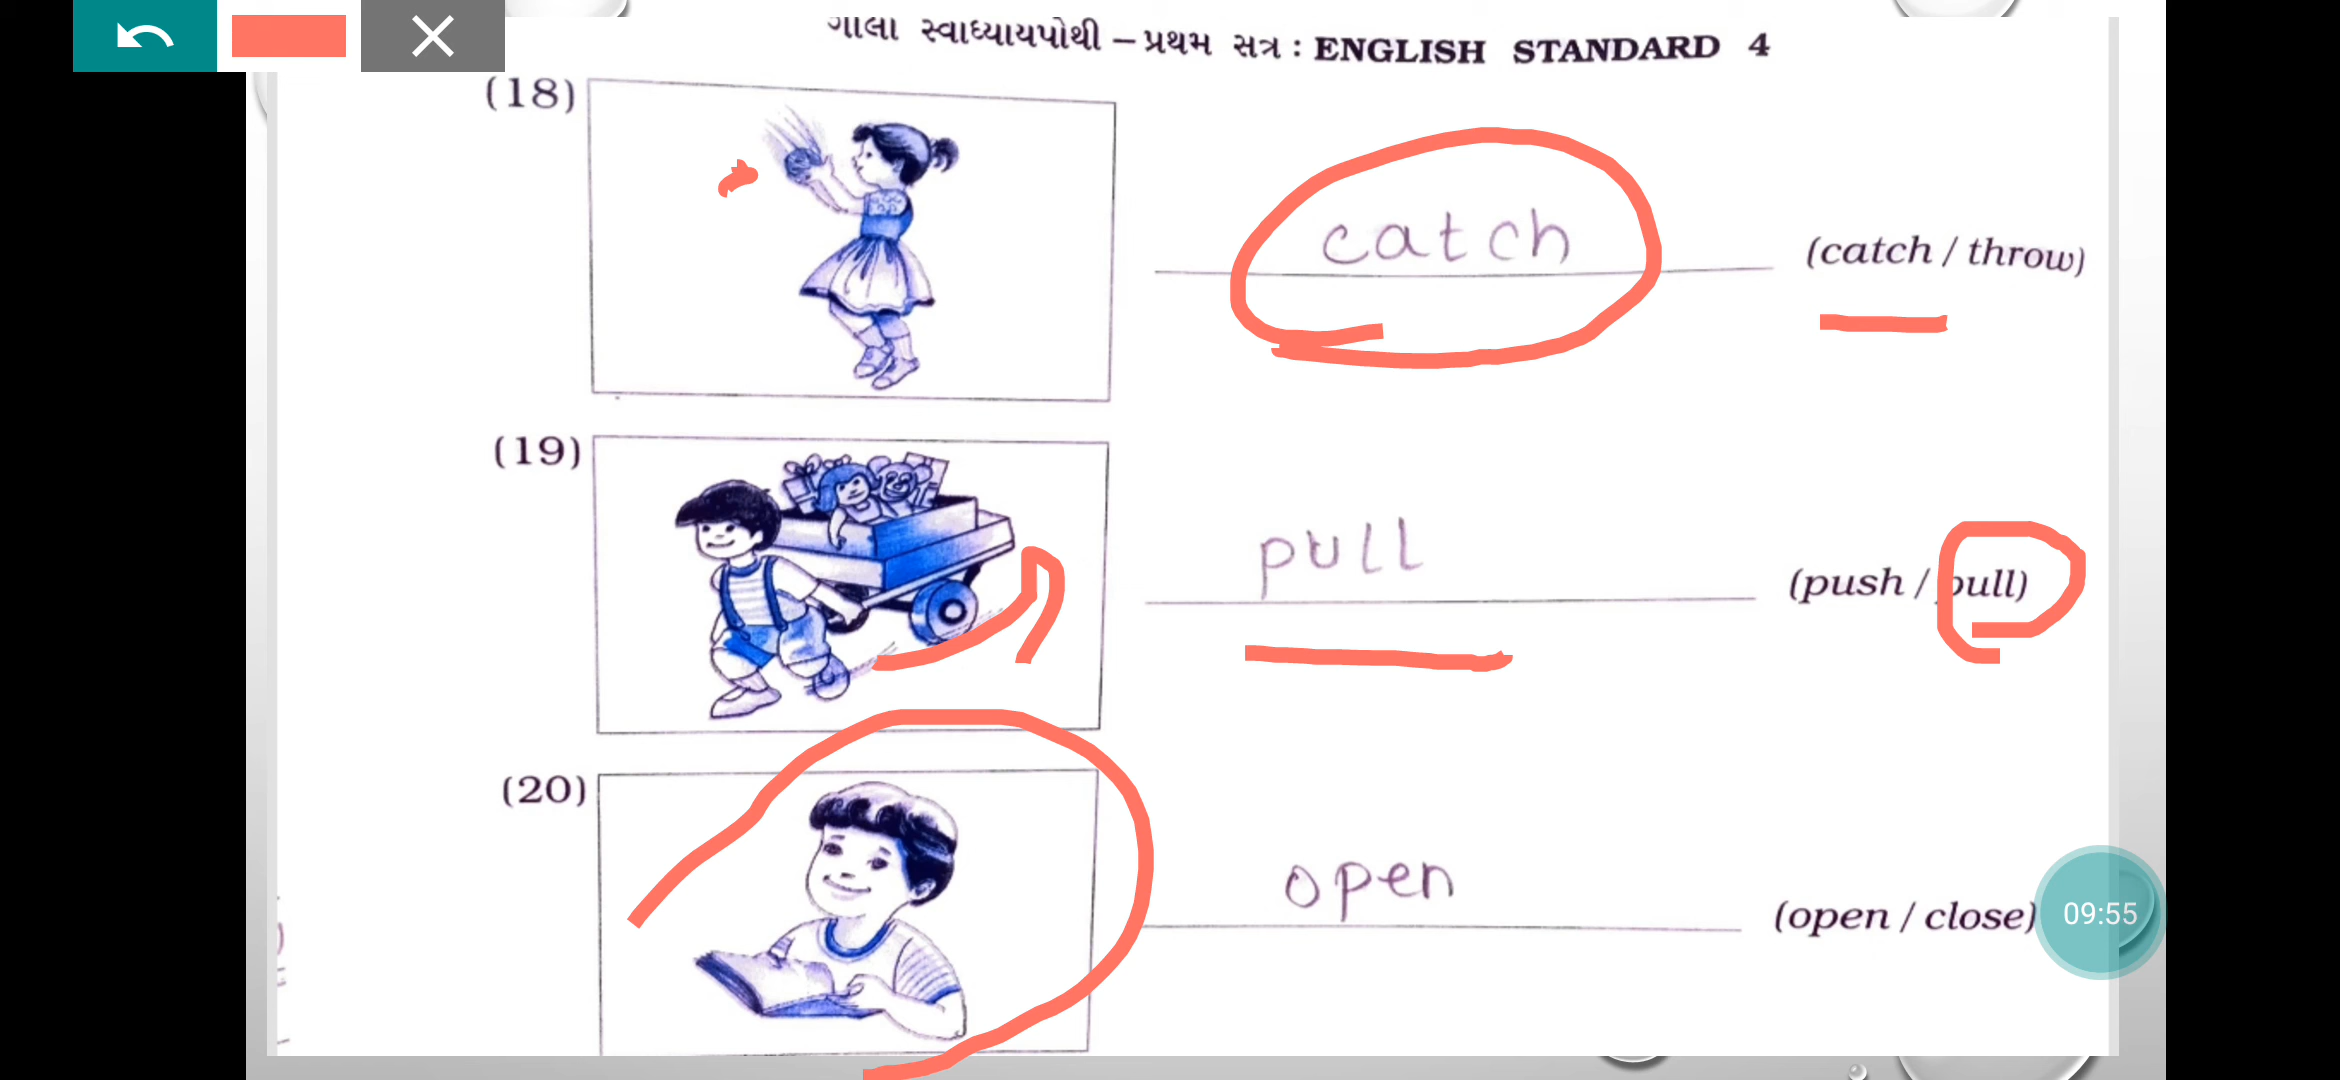 ગાલા સ્વાધ્યાયપોથી – પ્રથમ સત્ર : ENGLISH STANDARD 4
(18)
catch
(catch / throw)
(19)
pull
(push / pull)
(20)
open
(open / close)
09:55